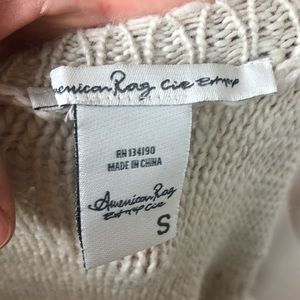 American Rag Cie
RN 134190
MADE IN CHINA
American Rag
Cie
S